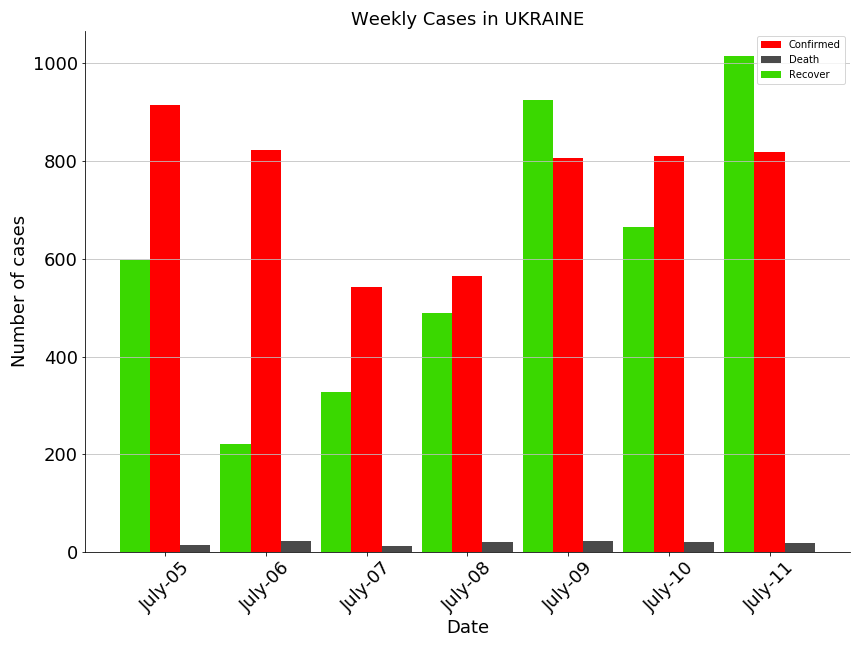 Weekly Cases in UKRAINE
Confirmed
Death
Recover
Number of cases
1000
800
600
400
200
0
July-05
July-06
July-07
July-08
July-09
July-10
July-11
Date